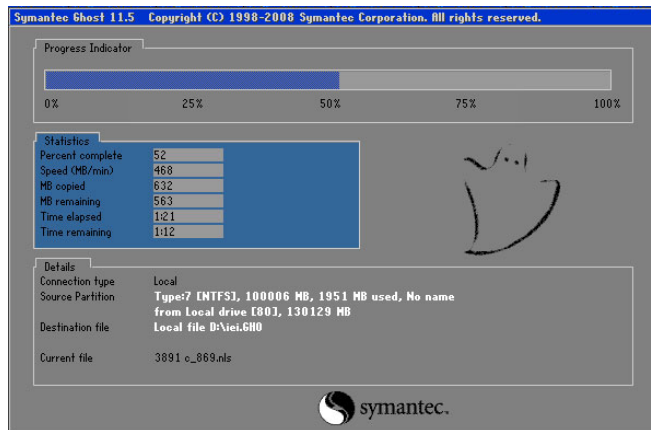 Symantec Ghost 11.5 Copyright (C) 1998-2008 Symantec Corporation. All rights reserved.
Progress Indicator
0% 25% 50% 75% 100%
Statistics
Percent complete 52
Speed (MB/min) 468
MB copied 632
MB remaining 563
Time elapsed 1:21
Time remaining 1:12
Details
Connection type Local
Source Partition Type:7 [NTFS], 100006 MB, 1951 MB used, No name
from Local drive [80], 130129 MB
Destination file Local file D:\iei.GHO
Current file 3891 c_869.nls
symantec.